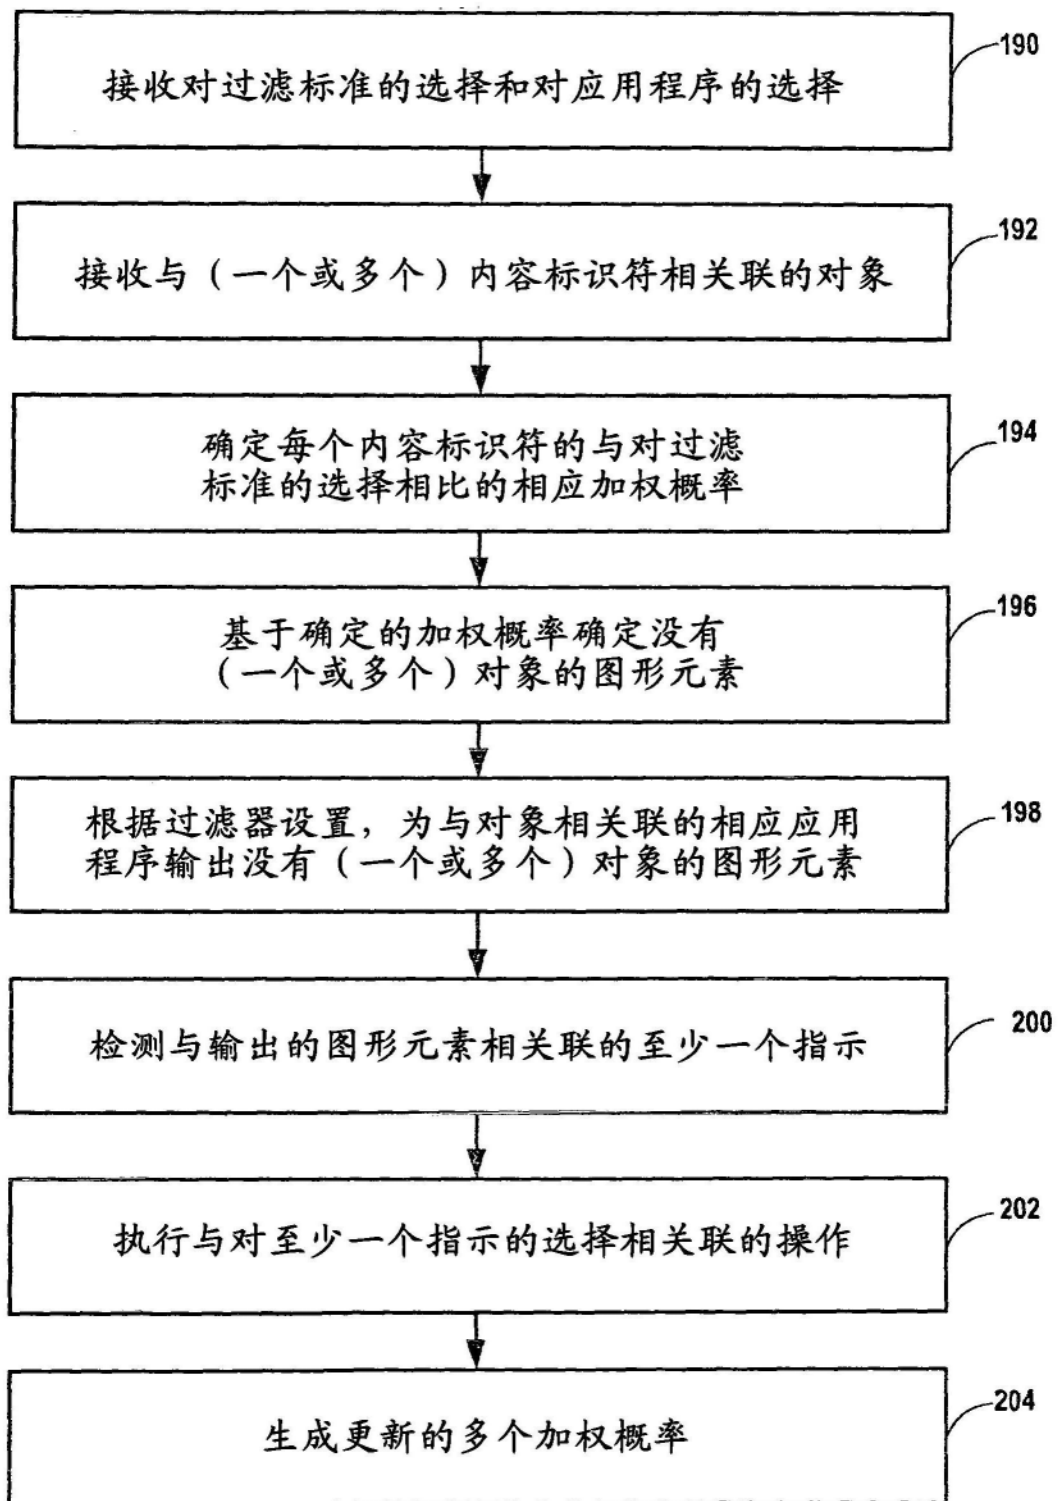 接收对过滤标准的选择和对应用程序的选择
190
接收与（一个或多个）内容标识符相关联的对象
192
确定每个内容标识符的与对过滤
标准的选择相比的相应加权概率
194
基于确定的加权概率确定没有
（一个或多个）对象的图形元素
196
根据过滤器设置，为与对象相关联的相应应用
程序输出没有（一个或多个）对象的图形元素
198
检测与输出的图形元素相关联的至少一个指示
200
执行与对至少一个指示的选择相关联的操作
202
生成更新的多个加权概率
204